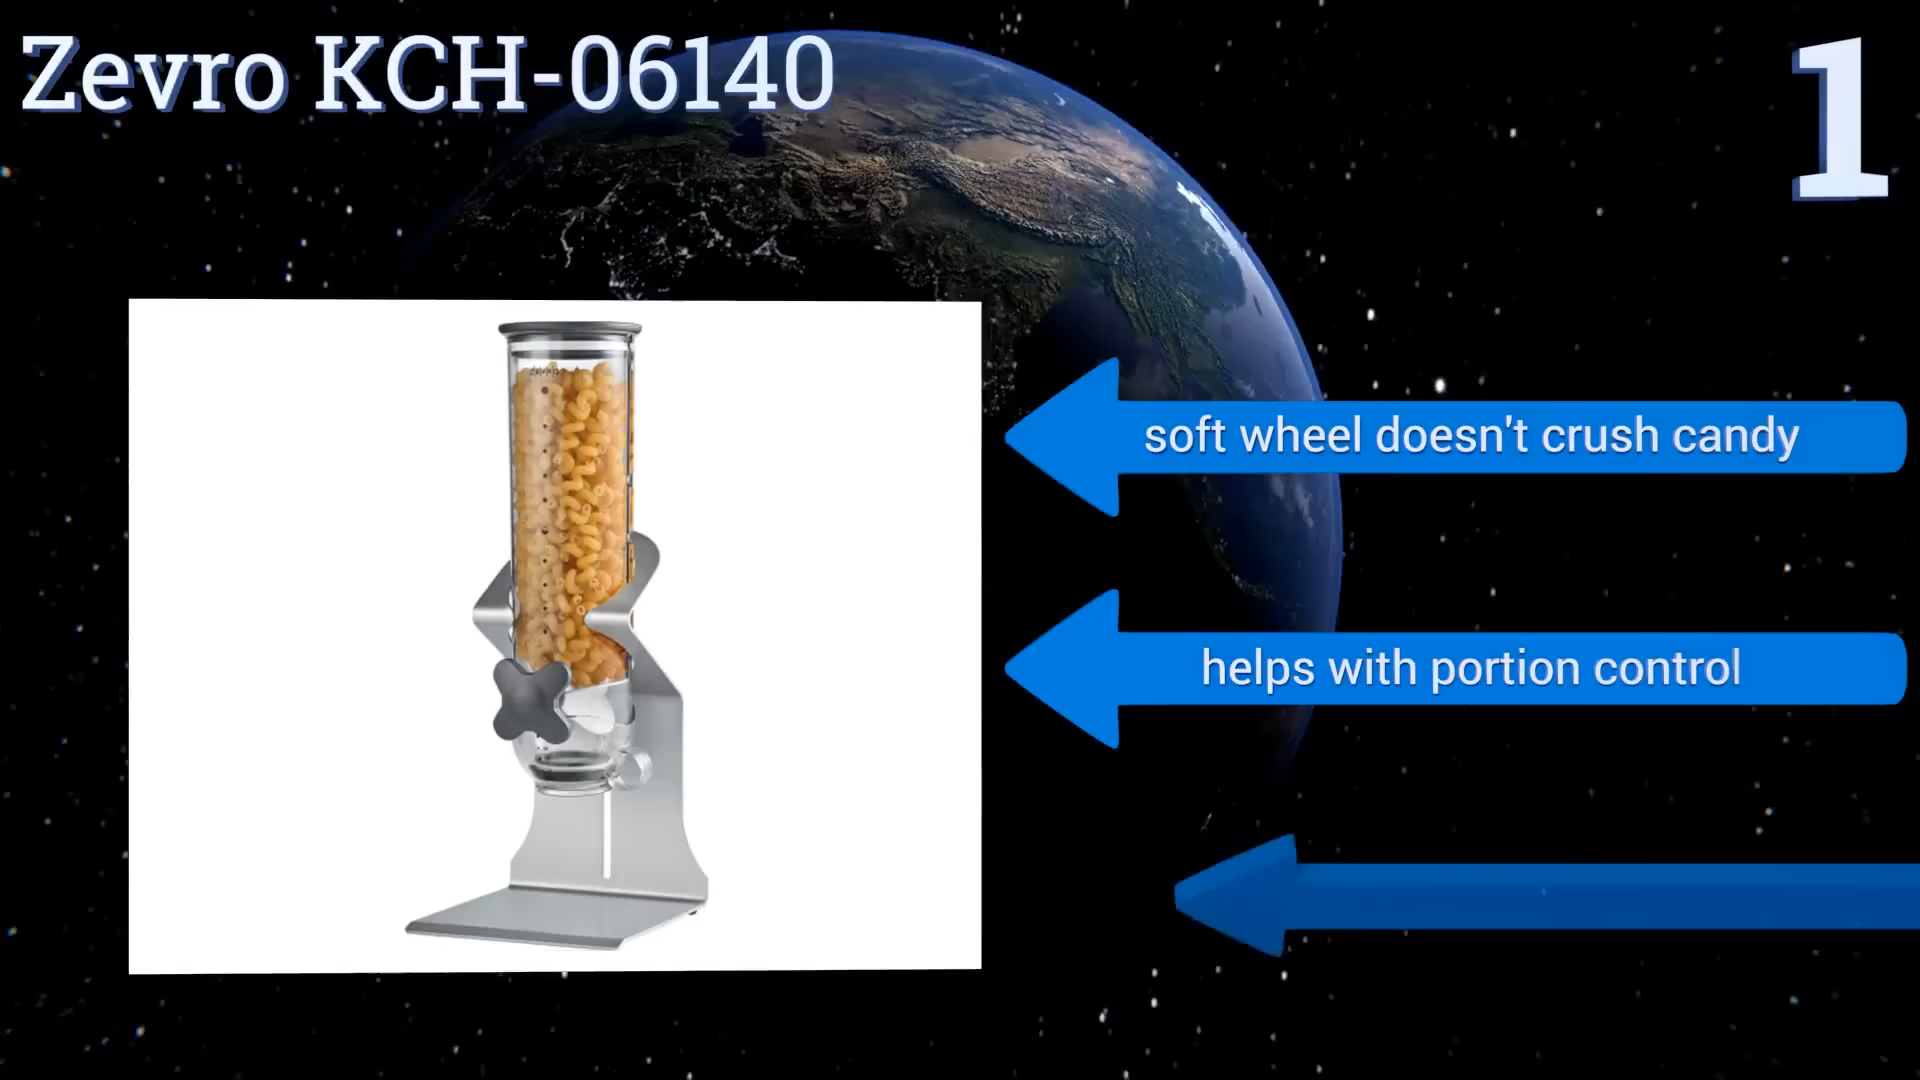 Zevro KCH-06140
1
soft wheel doesn't crush candy
helps with portion control